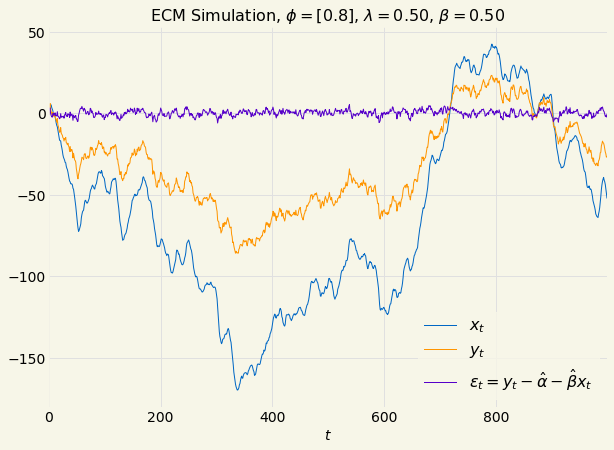 ECM Simulation, ϕ = [0.8], λ = 0.50, β = 0.50
50
0
−50
−100
−150
0 200 400 600 800
t
x_t
y_t
ε_t = y_t − α̂ − β̂x_t